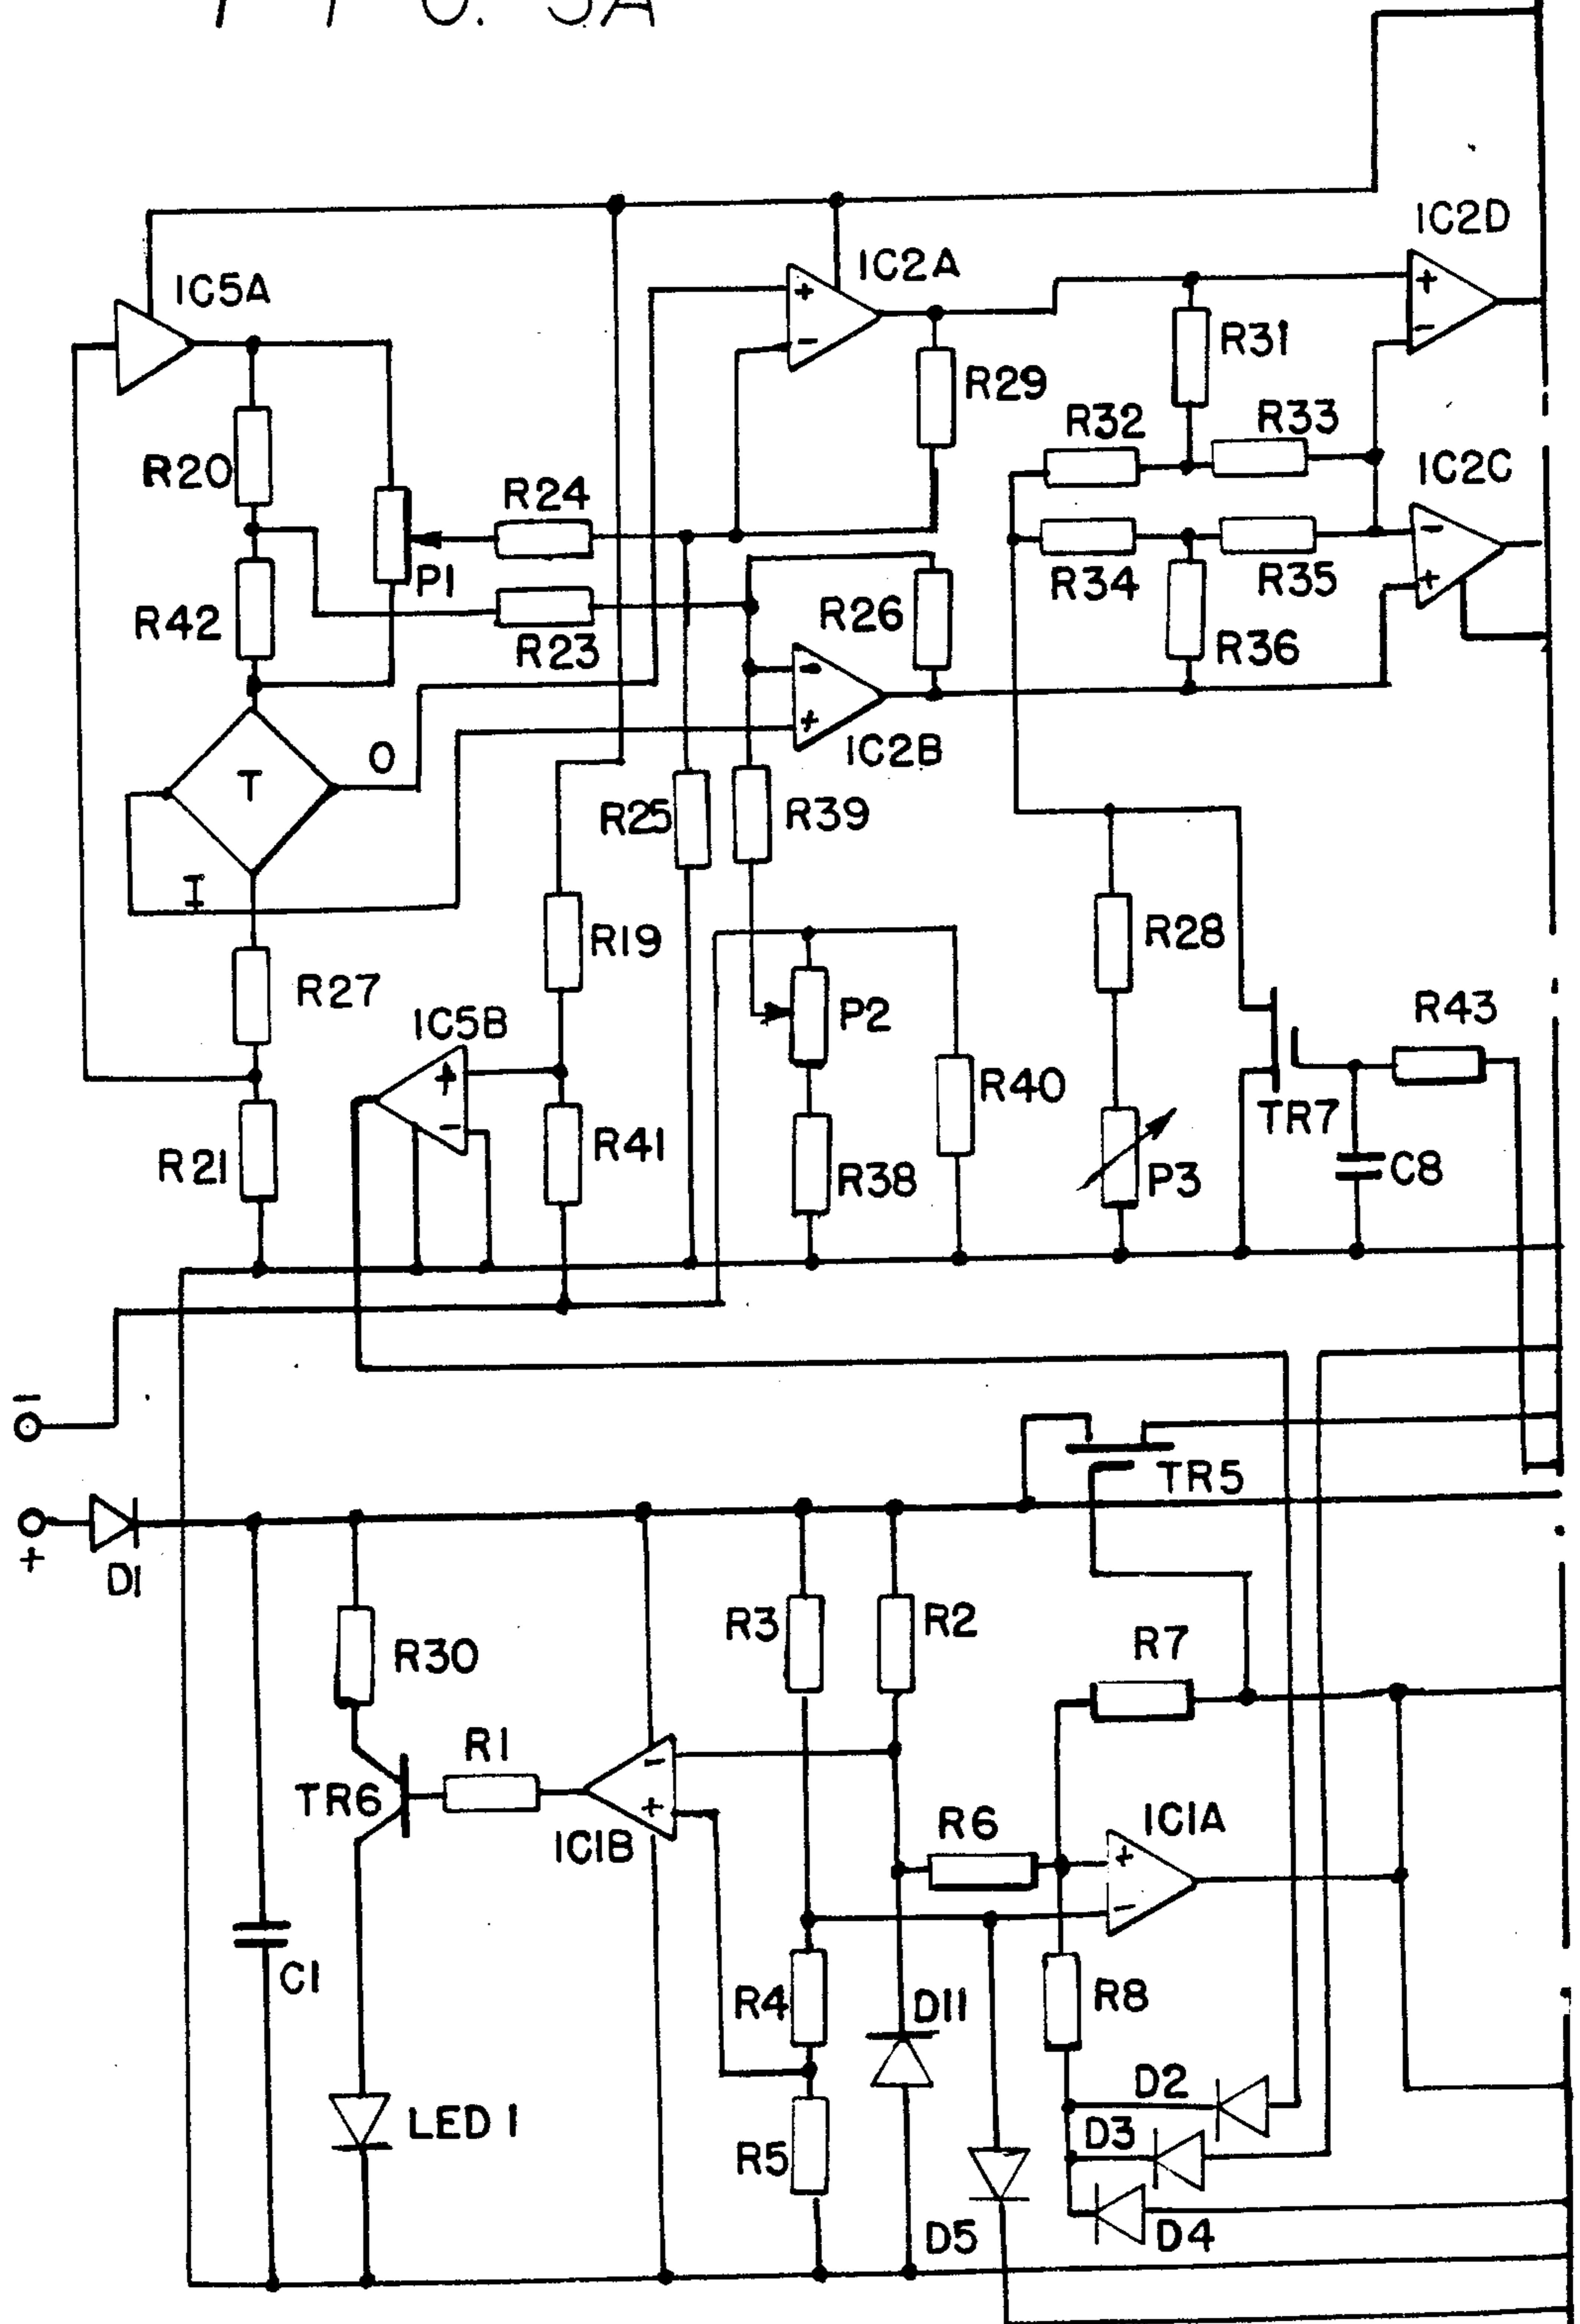 FIG. 5A
IC2D
IC2A
IC5A
+
+
-
-
R31
R29
R33
R32
IC2C
R20
R24
-
P1
R34
R35
+
R42
R26
R23
R36
-
+
IC2B
O
T
R25
R39
I
R28
R19
R27
P2
IC5B
R43
+
R40
TR7
-
R41
R21
R38
P3
C8
-
TR5
+
D1
R3
R2
R7
R30
R1
-
TR6
+
R6
IC1A
IC1B
+
-
C1
R4
D11
R8
D2
LED 1
D3
R5
D5
D4